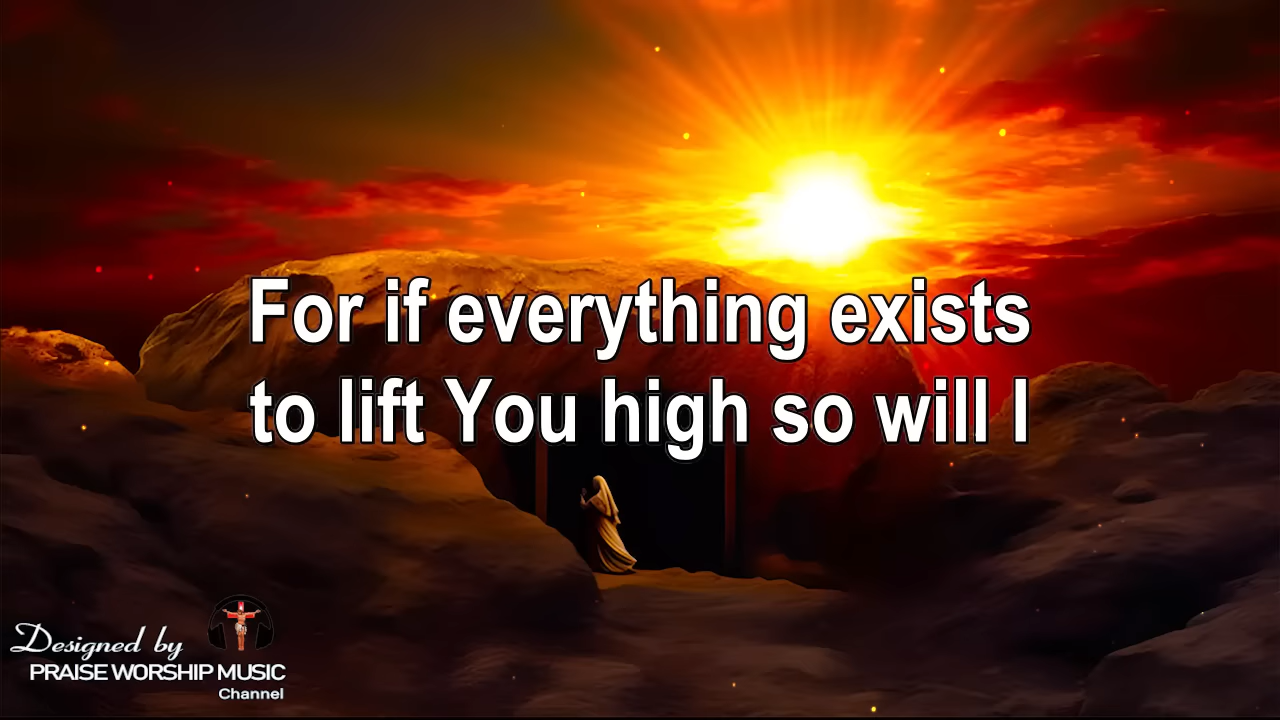 For if everything exists
to lift You high so will I
Designed by
PRAISE WORSHIP MUSIC
Channel